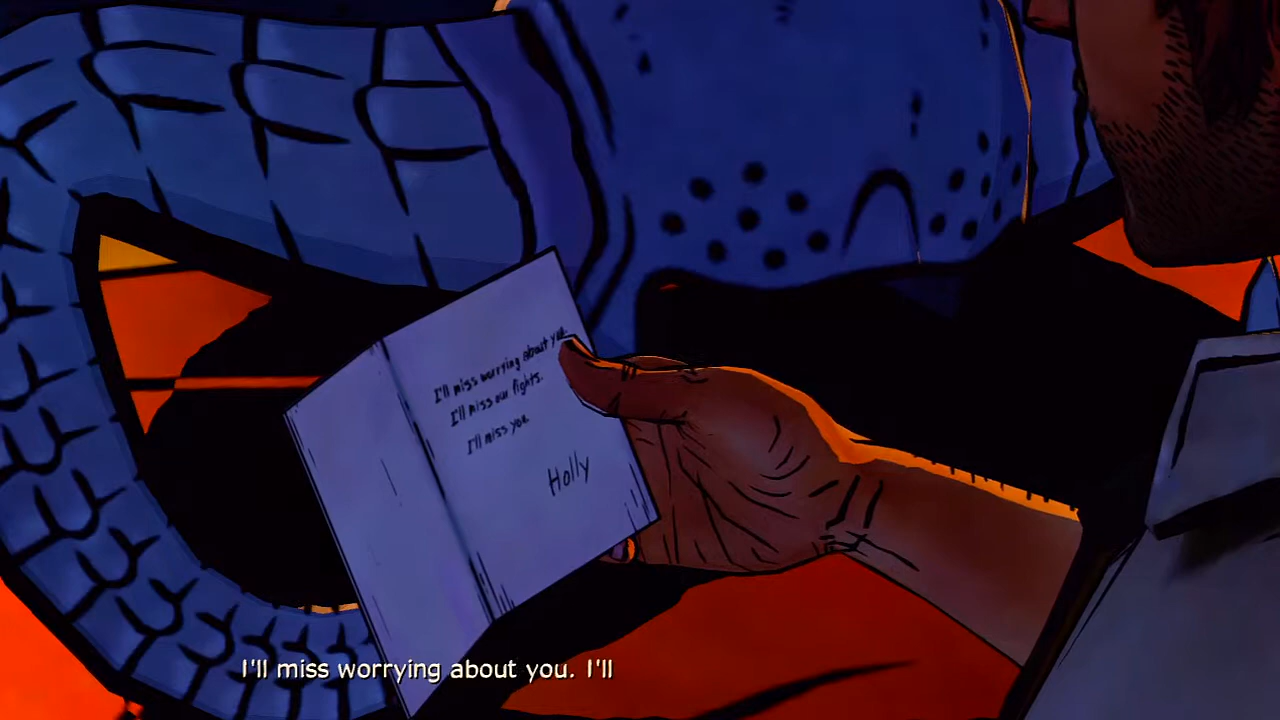 I'll miss worrying about you.
I'll miss our fights.
I'll miss you
Holly
I'll miss worrying about you. I'll